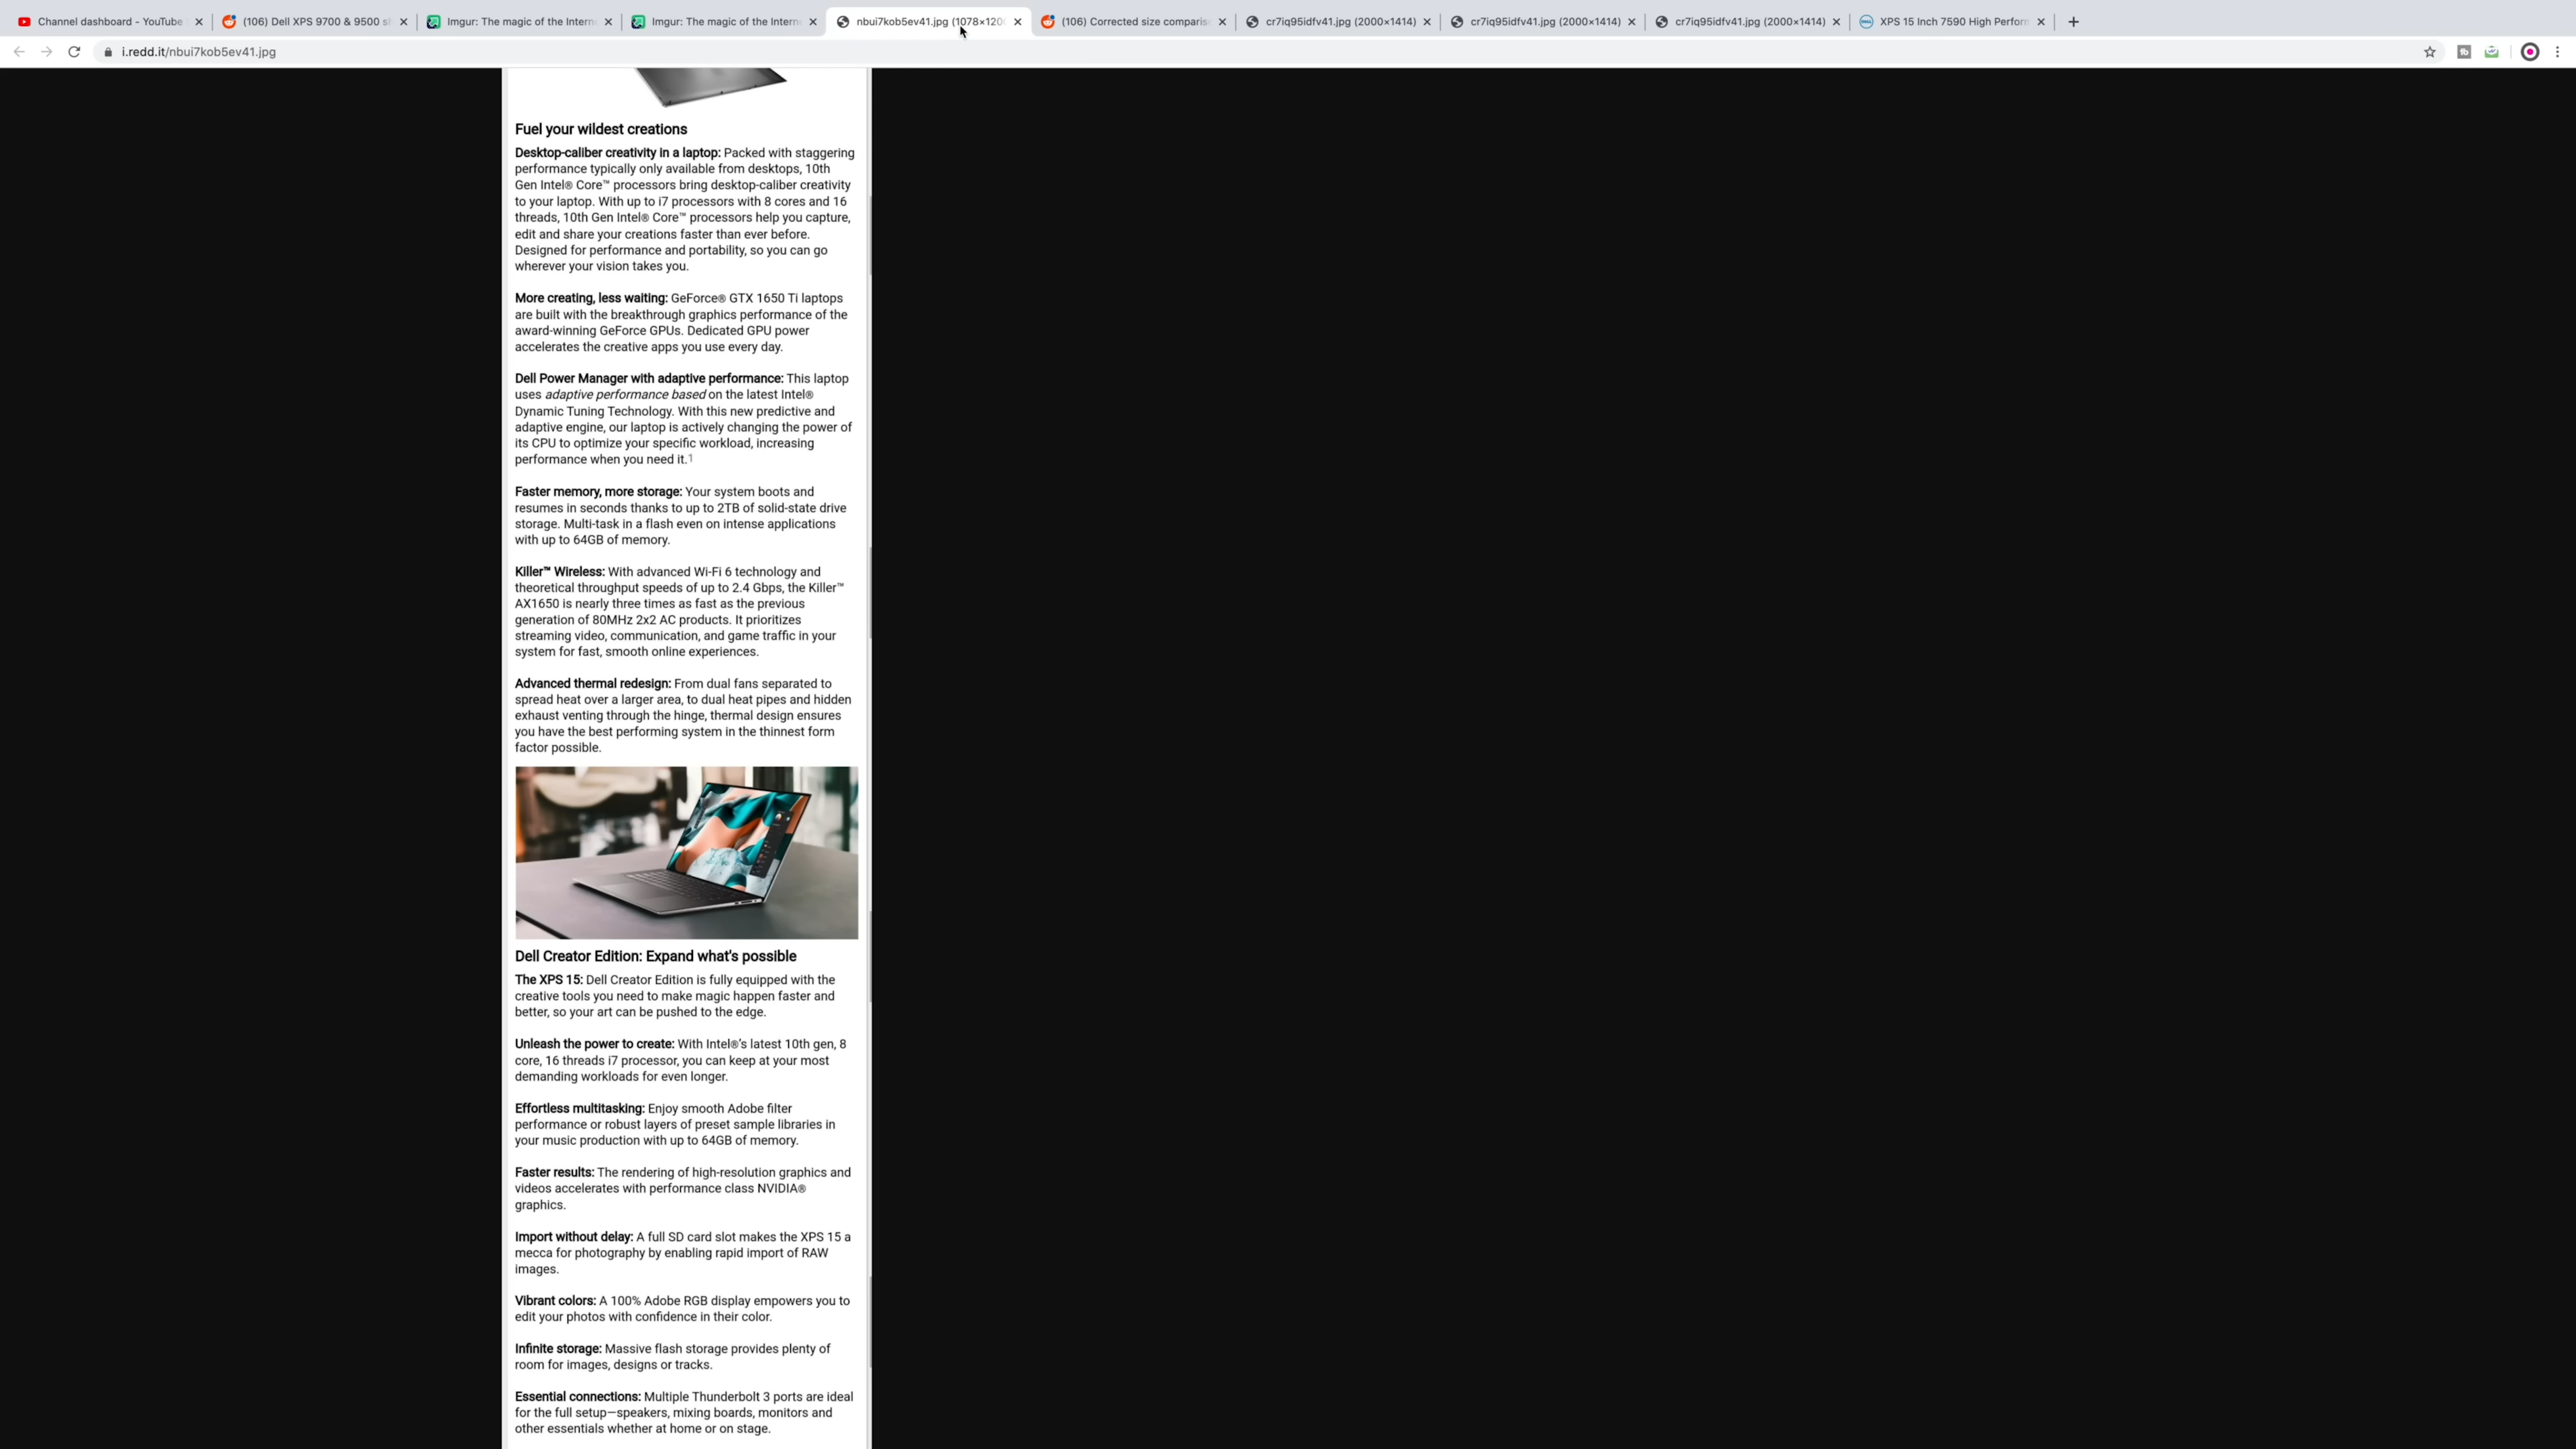 Channel dashboard - YouTube
(106) Dell XPS 9700 & 9500 s
Imgur: The magic of the Intern
Imgur: The magic of the Intern
nbui7kob5ev41.jpg (1078×120
(106) Corrected size comparis
cr7iq95idfv41.jpg (2000×1414)
cr7iq95idfv41.jpg (2000×1414)
cr7iq95idfv41.jpg (2000×1414)
XPS 15 Inch 7590 High Perform
i.redd.it/nbui7kob5ev41.jpg
Fuel your wildest creations
Desktop-caliber creativity in a laptop: Packed with staggering
performance typically only available from desktops, 10th
Gen Intel® Core™ processors bring desktop-caliber creativity
to your laptop. With up to i7 processors with 8 cores and 16
threads, 10th Gen Intel® Core™ processors help you capture,
edit and share your creations faster than ever before.
Designed for performance and portability, so you can go
wherever your vision takes you.
More creating, less waiting: GeForce® GTX 1650 Ti laptops
are built with the breakthrough graphics performance of the
award-winning GeForce GPUs. Dedicated GPU power
accelerates the creative apps you use every day.
Dell Power Manager with adaptive performance: This laptop
uses adaptive performance based on the latest Intel®
Dynamic Tuning Technology. With this new predictive and
adaptive engine, our laptop is actively changing the power of
its CPU to optimize your specific workload, increasing
performance when you need it.1
Faster memory, more storage: Your system boots and
resumes in seconds thanks to up to 2TB of solid-state drive
storage. Multi-task in a flash even on intense applications
with up to 64GB of memory.
Killer™ Wireless: With advanced Wi-Fi 6 technology and
theoretical throughput speeds of up to 2.4 Gbps, the Killer™
AX1650 is nearly three times as fast as the previous
generation of 80MHz 2x2 AC products. It prioritizes
streaming video, communication, and game traffic in your
system for fast, smooth online experiences.
Advanced thermal redesign: From dual fans separated to
spread heat over a larger area, to dual heat pipes and hidden
exhaust venting through the hinge, thermal design ensures
you have the best performing system in the thinnest form
factor possible.
Dell Creator Edition: Expand what's possible
The XPS 15: Dell Creator Edition is fully equipped with the
creative tools you need to make magic happen faster and
better, so your art can be pushed to the edge.
Unleash the power to create: With Intel®'s latest 10th gen, 8
core, 16 threads i7 processor, you can keep at your most
demanding workloads for even longer.
Effortless multitasking: Enjoy smooth Adobe filter
performance or robust layers of preset sample libraries in
your music production with up to 64GB of memory.
Faster results: The rendering of high-resolution graphics and
videos accelerates with performance class NVIDIA®
graphics.
Import without delay: A full SD card slot makes the XPS 15 a
mecca for photography by enabling rapid import of RAW
images.
Vibrant colors: A 100% Adobe RGB display empowers you to
edit your photos with confidence in their color.
Infinite storage: Massive flash storage provides plenty of
room for images, designs or tracks.
Essential connections: Multiple Thunderbolt 3 ports are ideal
for the full setup—speakers, mixing boards, monitors and
other essentials whether at home or on stage.